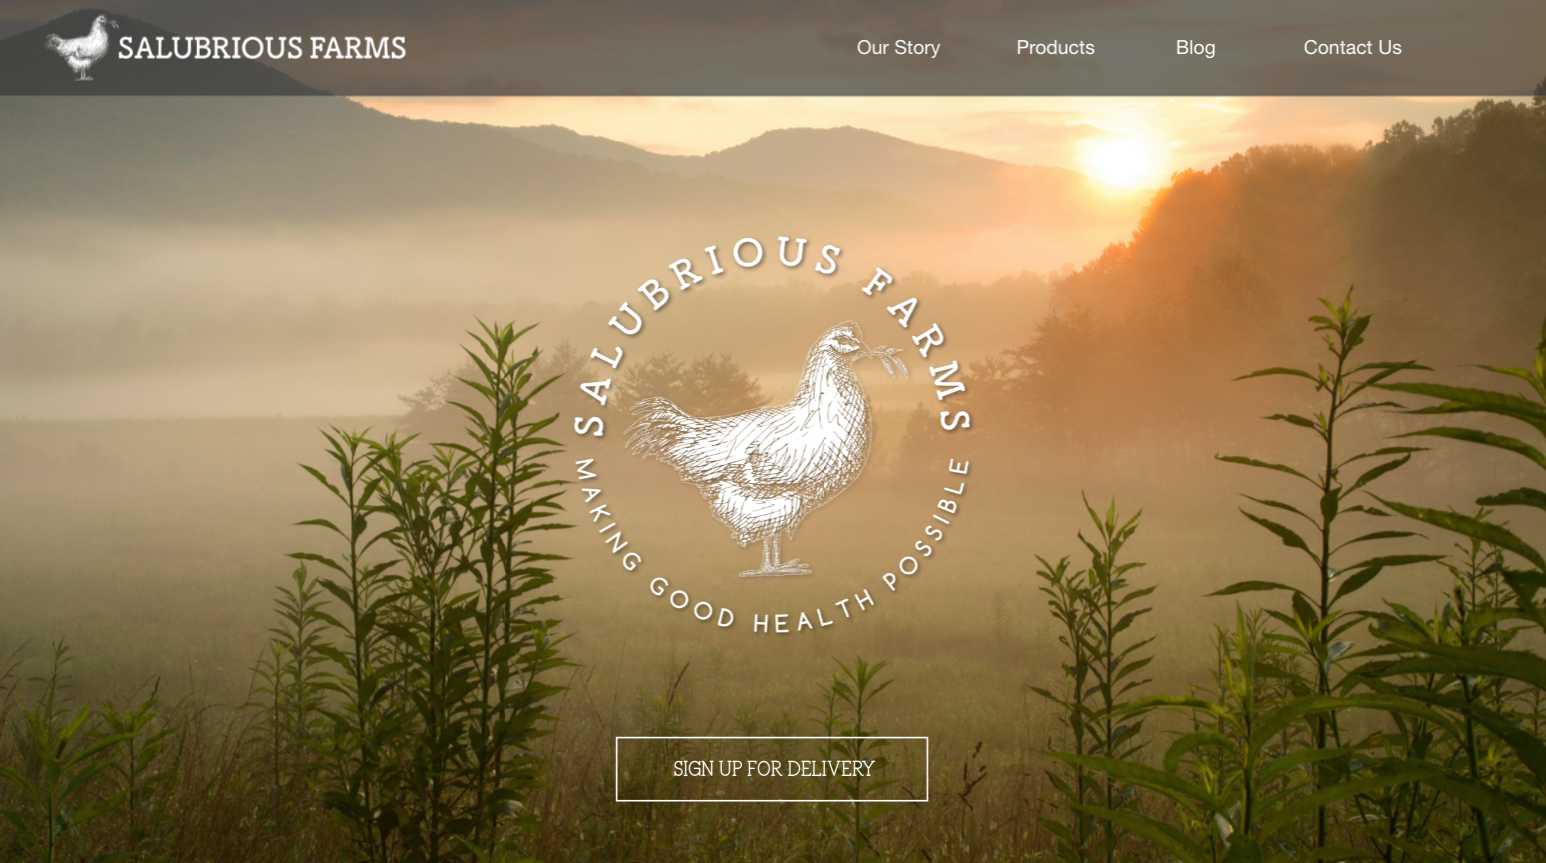 SALUBRIOUS FARMS
Our Story
Products
Blog
Contact Us
SALUBRIOUS FARMS
MAKING GOOD HEALTH POSSIBLE
SIGN UP FOR DELIVERY